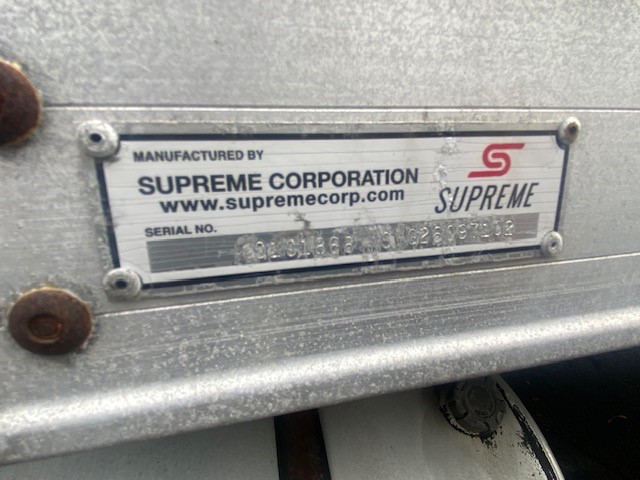 MANUFACTURED BY
SUPREME CORPORATION
www.supremecorp.com
SUPREME
SERIAL NO.